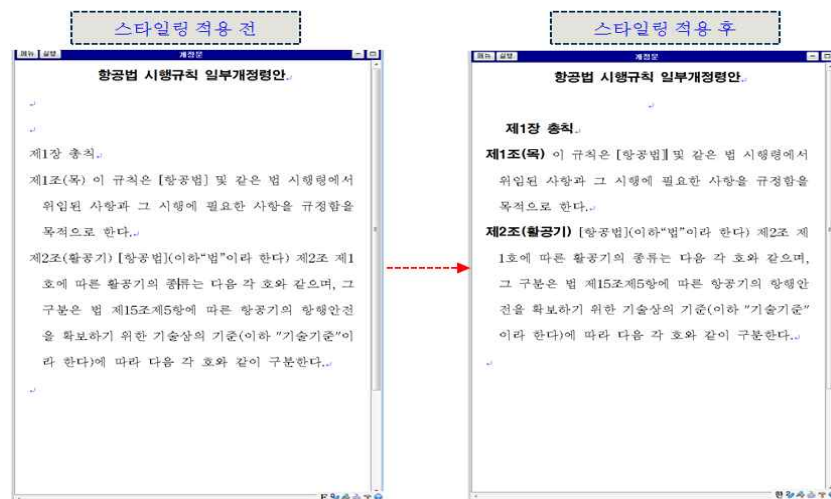 스타일링 적용 전
메뉴 설명 개정문
항공법 시행규칙 일부개정령안
제1장 총칙
제1조(목) 이 규칙은 [항공법] 및 같은 법 시행령에서
위임된 사항과 그 시행에 필요한 사항을 규정함을
목적으로 한다.
제2조(활공기) [항공법](이하"법"이라 한다) 제2조 제1
호에 따른 활공기의 종류는 다음 각 호와 같으며, 그
구분은 법 제15조제5항에 따른 항공기의 항행안전
을 확보하기 위한 기술상의 기준(이하 "기술기준"이
라 한다)에 따라 다음 각 호와 같이 구분한다.
스타일링 적용 후
메뉴 설명 개정문
항공법 시행규칙 일부개정령안
제1장 총칙
제1조(목) 이 규칙은 [항공법] 및 같은 법 시행령에서
위임된 사항과 그 시행에 필요한 사항을 규정함을
목적으로 한다.
제2조(활공기) [항공법](이하"법"이라 한다) 제2조 제
1호에 따른 활공기의 종류는 다음 각 호와 같으며,
그 구분은 법 제15조제5항에 따른 항공기의 항행안
전을 확보하기 위한 기술상의 기준(이하 "기술기준"
이라 한다)에 따라 다음 각 호와 같이 구분한다.